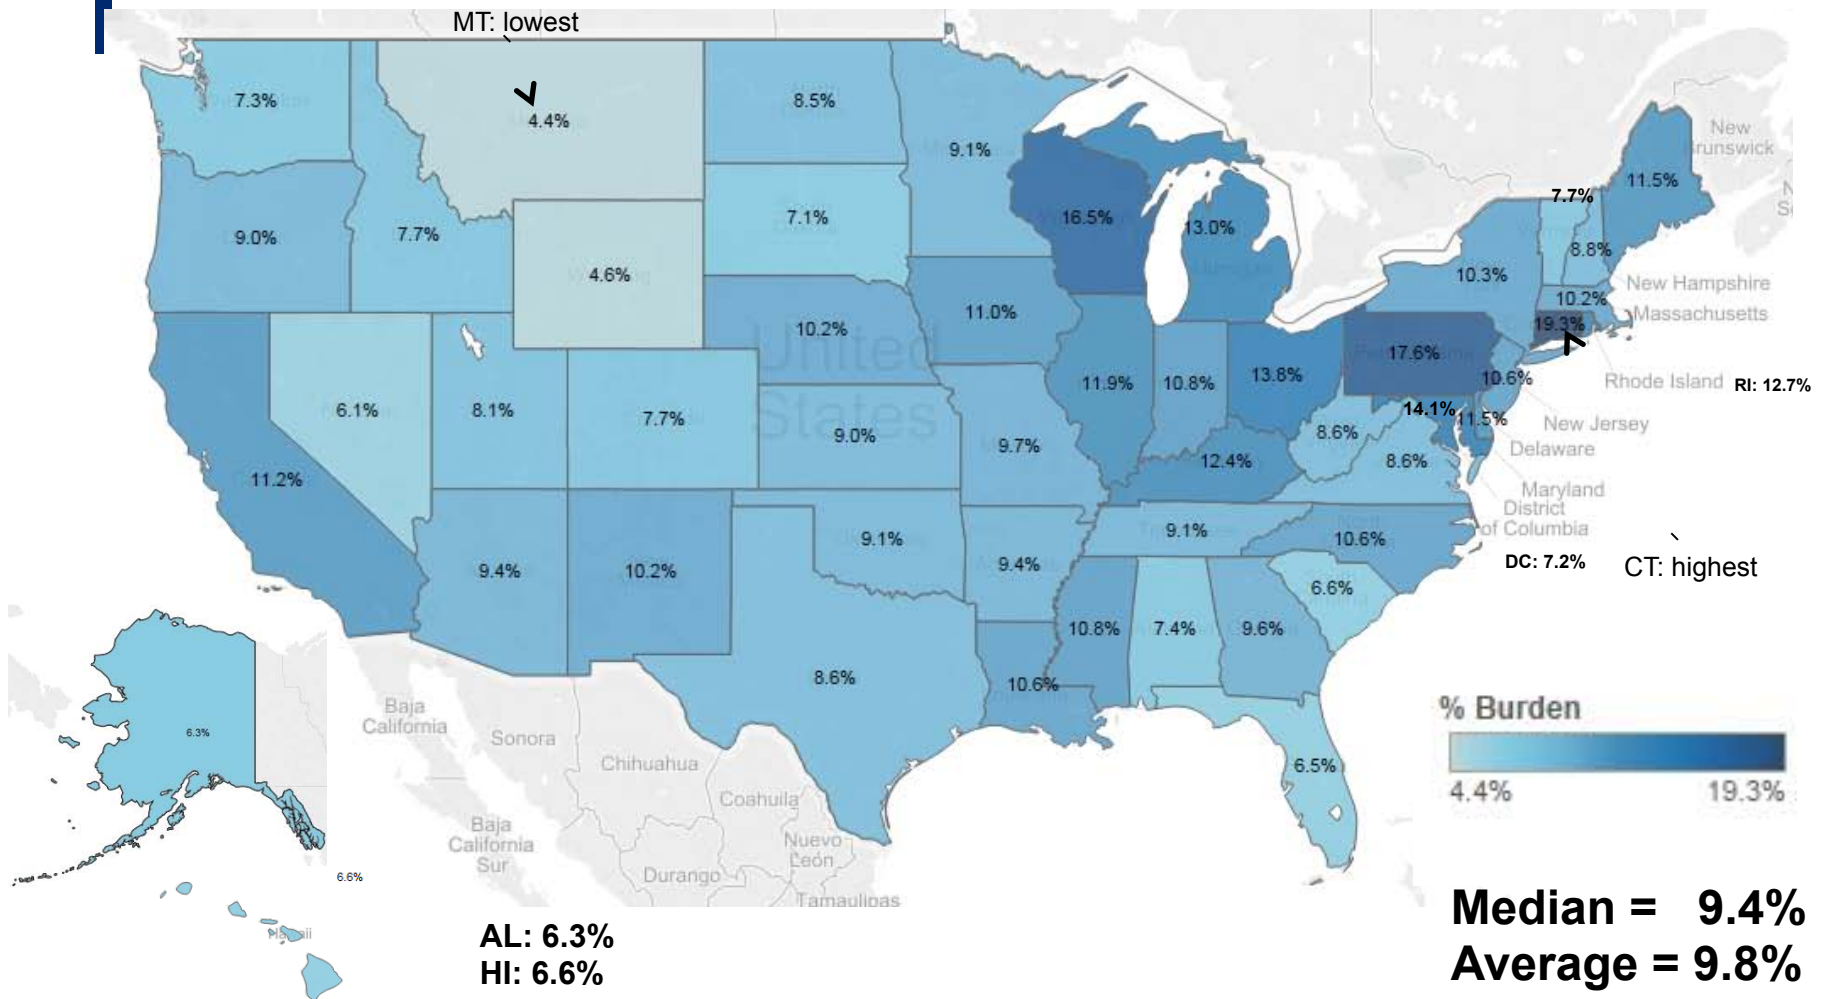 MT: lowest
7.3%
4.4%
8.5%
9.1%
New
Brunswick
11.5%
7.7%
16.5%
13.0%
7.1%
9.0%
7.7%
8.8%
4.6%
10.3%
New Hampshire
10.2%
Massachusetts
11.0%
19.3%
10.2%
United
States
17.6%
11.9%
10.8%
13.8%
10.6%
Rhode Island
RI: 12.7%
6.1%
8.1%
7.7%
14.1%
11.5%
New Jersey
9.0%
9.7%
8.6%
Delaware
12.4%
8.6%
11.2%
Maryland
District
of Columbia
9.1%
9.1%
10.6%
DC: 7.2%
CT: highest
9.4%
10.2%
9.4%
6.6%
10.8%
7.4%
9.6%
8.6%
10.6%
Baja
California
Sonora
Chihuahua
Coahuila
6.3%
6.5%
% Burden
4.4%
19.3%
Baja
California
Sur
Nuevo
León
Durango
Tamaulipas
6.6%
Median = 9.4%
AL: 6.3%
HI: 6.6%
Average = 9.8%